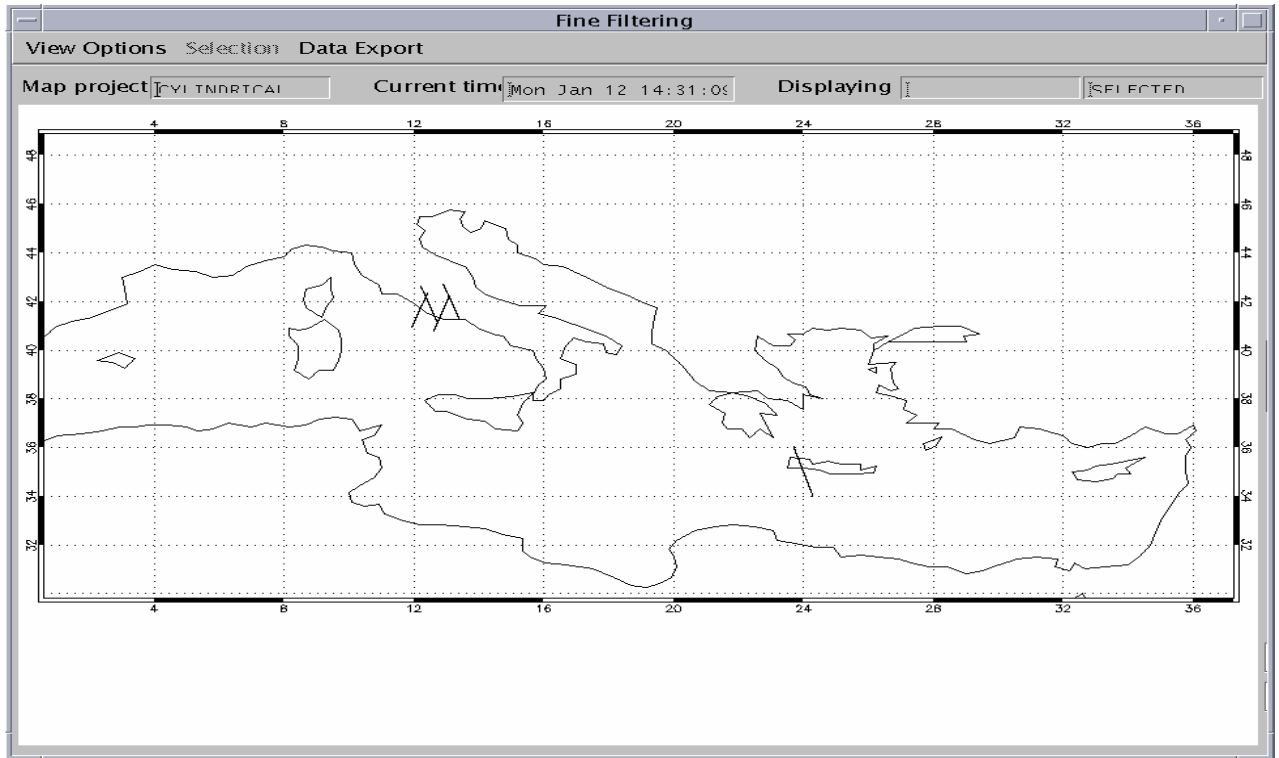 Fine Filtering
View Options Selection Data Export
Map project CYLINDRICAL Current tim Mon Jan 12 14:31:09 Displaying SELECTED
4 8 12 16 20 24 28 32 36
48 48
46 46
44 44
42 42
40 40
38 38
36 36
34 34
32 32
4 8 12 16 20 24 28 32 36